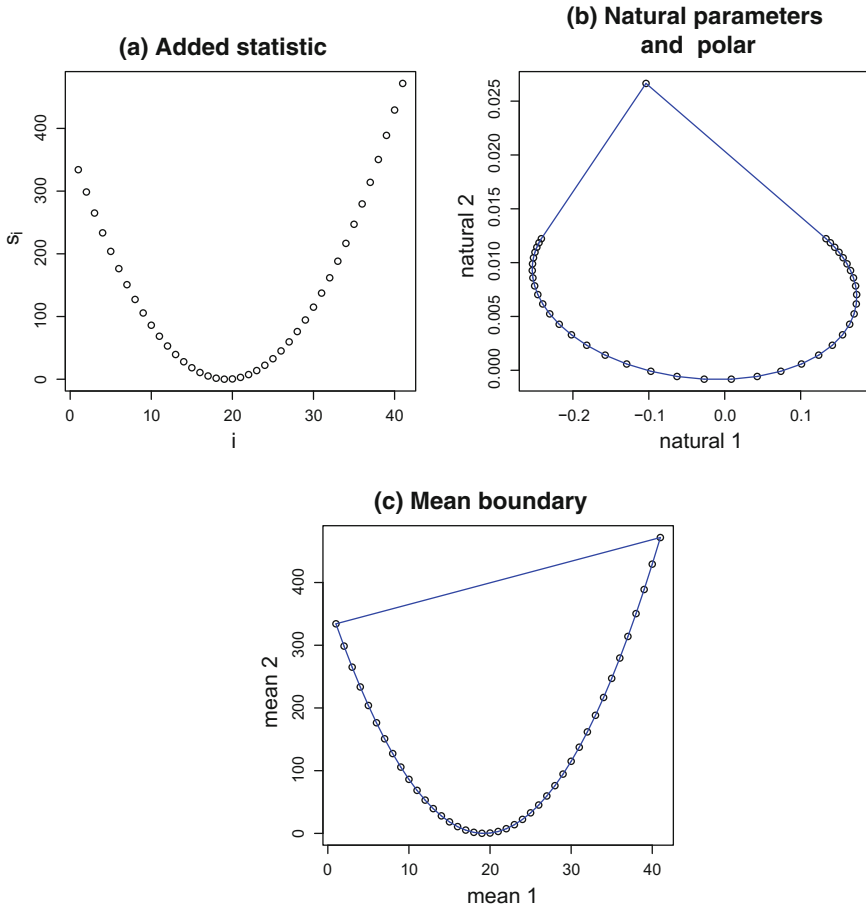 (a) Added statistic
400
300
200
100
0
s_i
0 10 20 30 40
i
(b) Natural parameters
and polar
0.025
0.020
0.015
0.010
0.005
0.000
natural 2
−0.2 −0.1 0.0 0.1
natural 1
(c) Mean boundary
400
300
200
100
0
mean 2
0 10 20 30 40
mean 1